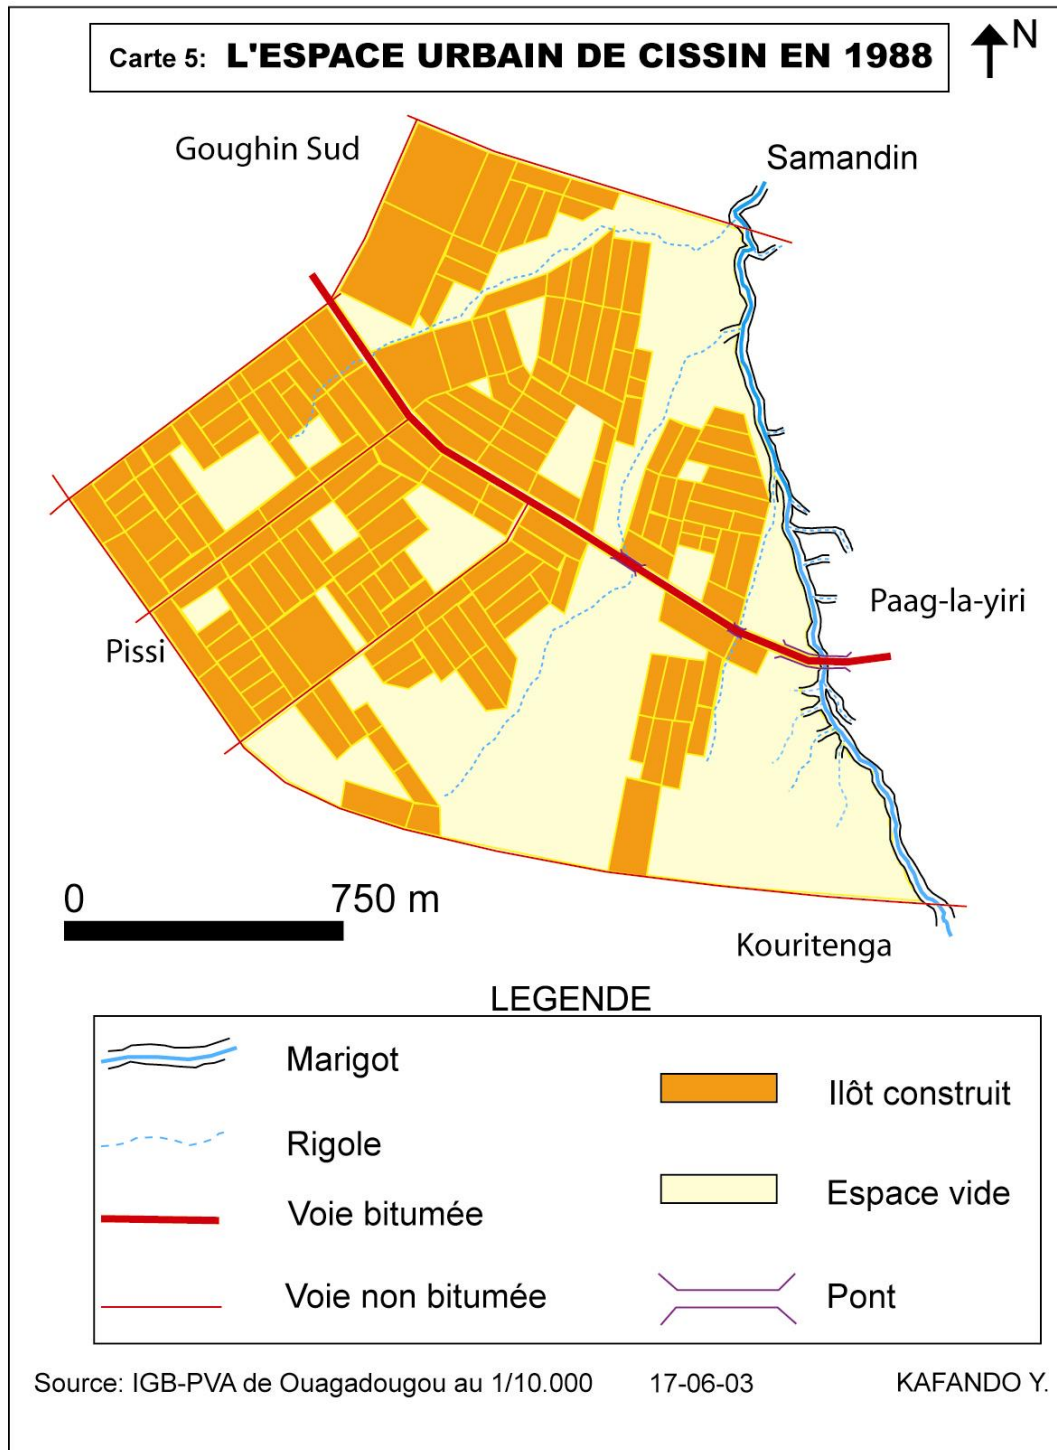 Carte 5: L'ESPACE URBAIN DE CISSIN EN 1988
N
Goughin Sud
Samandin
Paag-la-yiri
Pissi
0 750 m
Kouritenga
LEGENDE
Marigot
Ilôt construit
Rigole
Espace vide
Voie bitumée
Voie non bitumée
Pont
Source: IGB-PVA de Ouagadougou au 1/10.000 17-06-03 KAFANDO Y.